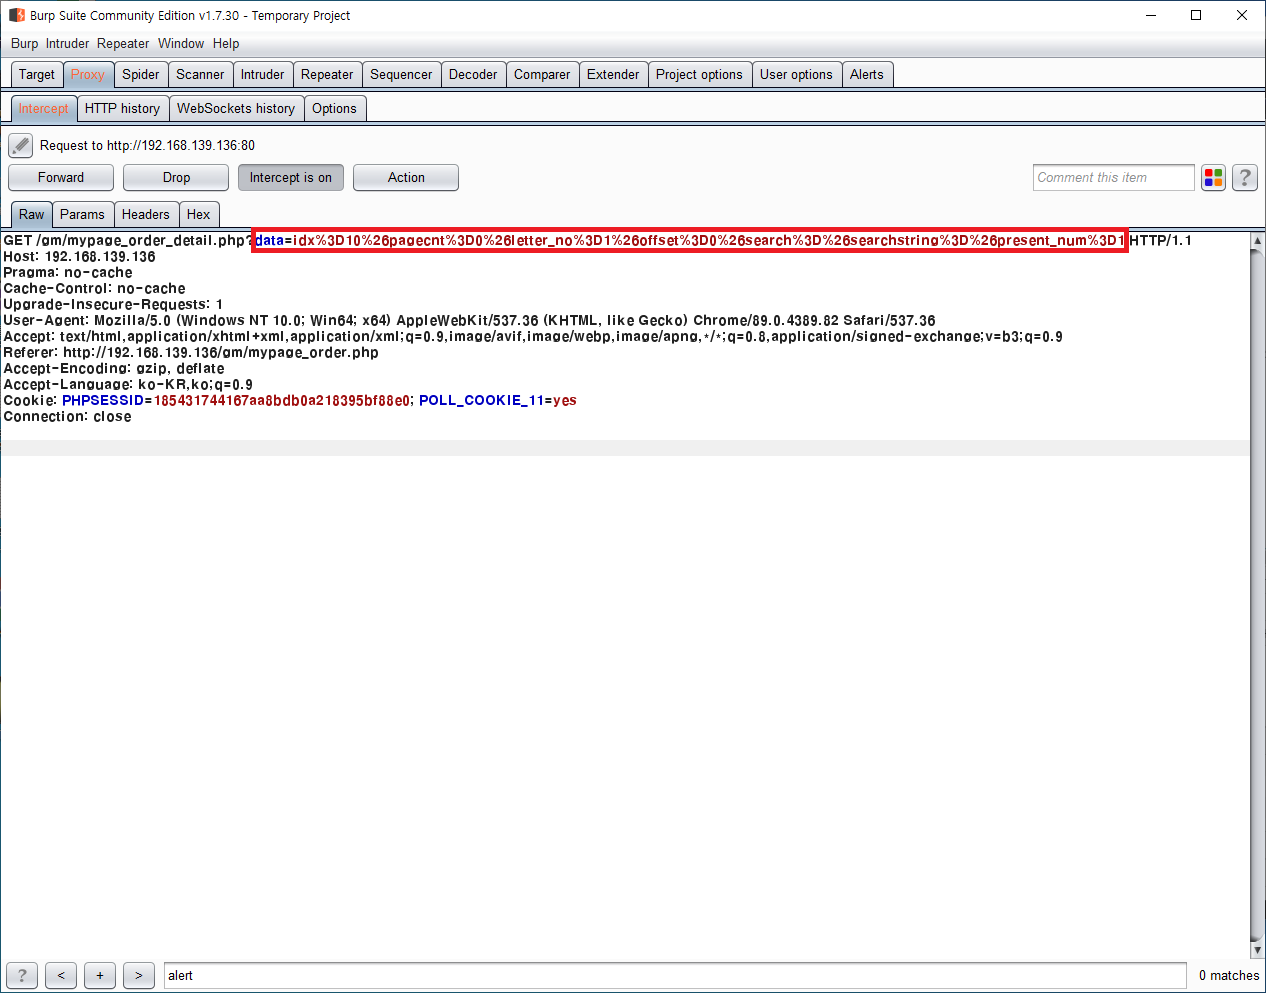 Burp Suite Community Edition v1.7.30 - Temporary Project
Burp Intruder Repeater Window Help
Target Proxy Spider Scanner Intruder Repeater Sequencer Decoder Comparer Extender Project options User options Alerts
Intercept HTTP history WebSockets history Options
Request to http://192.168.139.136:80
Forward Drop Intercept is on Action Comment this item ?
Raw Params Headers Hex
GET /gm/mypage_order_detail.php?data=idx%3D10%26pagecnt%3D0%26letter_no%3D1%26offset%3D0%26search%3D%26searchstring%3D%26present_num%3D1 HTTP/1.1
Host: 192.168.139.136
Pragma: no-cache
Cache-Control: no-cache
Upgrade-Insecure-Requests: 1
User-Agent: Mozilla/5.0 (Windows NT 10.0; Win64; x64) AppleWebKit/537.36 (KHTML, like Gecko) Chrome/89.0.4389.82 Safari/537.36
Accept: text/html,application/xhtml+xml,application/xml;q=0.9,image/avif,image/webp,image/apng,*/*;q=0.8,application/signed-exchange;v=b3;q=0.9
Referer: http://192.168.139.136/gm/mypage_order.php
Accept-Encoding: gzip, deflate
Accept-Language: ko-KR,ko;q=0.9
Cookie: PHPSESSID=185431744167aa8bdb0a218395bf88e0; POLL_COOKIE_11=yes
Connection: close
? < + > alert 0 matches